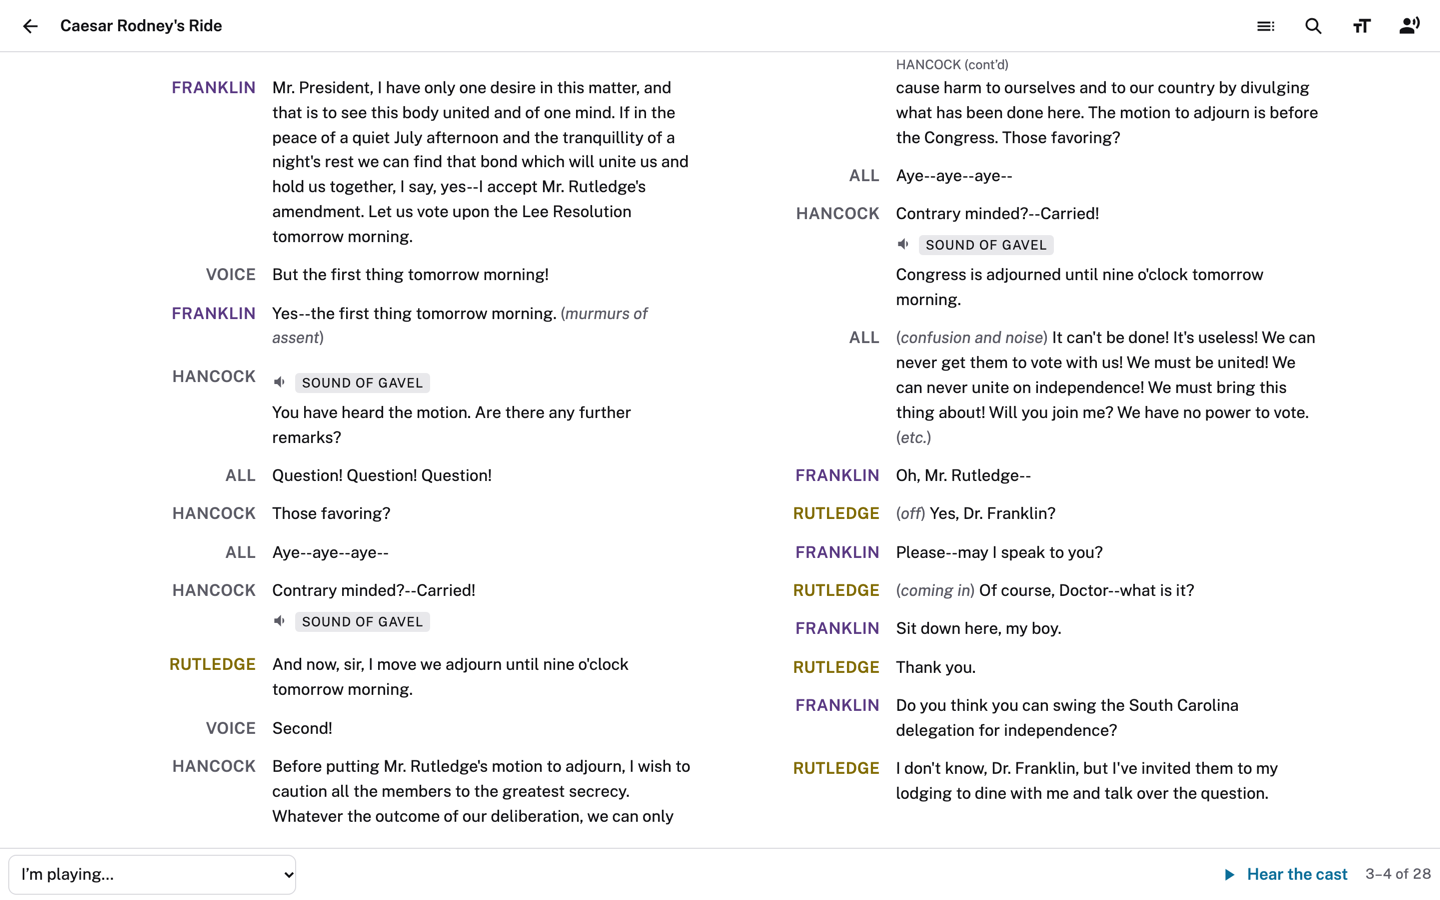 Caesar Rodney's Ride
FRANKLIN Mr. President, I have only one desire in this matter, and
that is to see this body united and of one mind. If in the
peace of a quiet July afternoon and the tranquillity of a
night's rest we can find that bond which will unite us and
hold us together, I say, yes--I accept Mr. Rutledge's
amendment. Let us vote upon the Lee Resolution
tomorrow morning.
VOICE But the first thing tomorrow morning!
FRANKLIN Yes--the first thing tomorrow morning. (murmurs of
assent)
HANCOCK SOUND OF GAVEL
You have heard the motion. Are there any further
remarks?
ALL Question! Question! Question!
HANCOCK Those favoring?
ALL Aye--aye--aye--
HANCOCK Contrary minded?--Carried!
SOUND OF GAVEL
RUTLEDGE And now, sir, I move we adjourn until nine o'clock
tomorrow morning.
VOICE Second!
HANCOCK Before putting Mr. Rutledge's motion to adjourn, I wish to
caution all the members to the greatest secrecy.
Whatever the outcome of our deliberation, we can only
HANCOCK (cont'd)
cause harm to ourselves and to our country by divulging
what has been done here. The motion to adjourn is before
the Congress. Those favoring?
ALL Aye--aye--aye--
HANCOCK Contrary minded?--Carried!
SOUND OF GAVEL
Congress is adjourned until nine o'clock tomorrow
morning.
ALL (confusion and noise) It can't be done! It's useless! We can
never get them to vote with us! We must be united! We
can never unite on independence! We must bring this
thing about! Will you join me? We have no power to vote.
(etc.)
FRANKLIN Oh, Mr. Rutledge--
RUTLEDGE (off) Yes, Dr. Franklin?
FRANKLIN Please--may I speak to you?
RUTLEDGE (coming in) Of course, Doctor--what is it?
FRANKLIN Sit down here, my boy.
RUTLEDGE Thank you.
FRANKLIN Do you think you can swing the South Carolina
delegation for independence?
RUTLEDGE I don't know, Dr. Franklin, but I've invited them to my
lodging to dine with me and talk over the question.
I'm playing...
Hear the cast
3–4 of 28